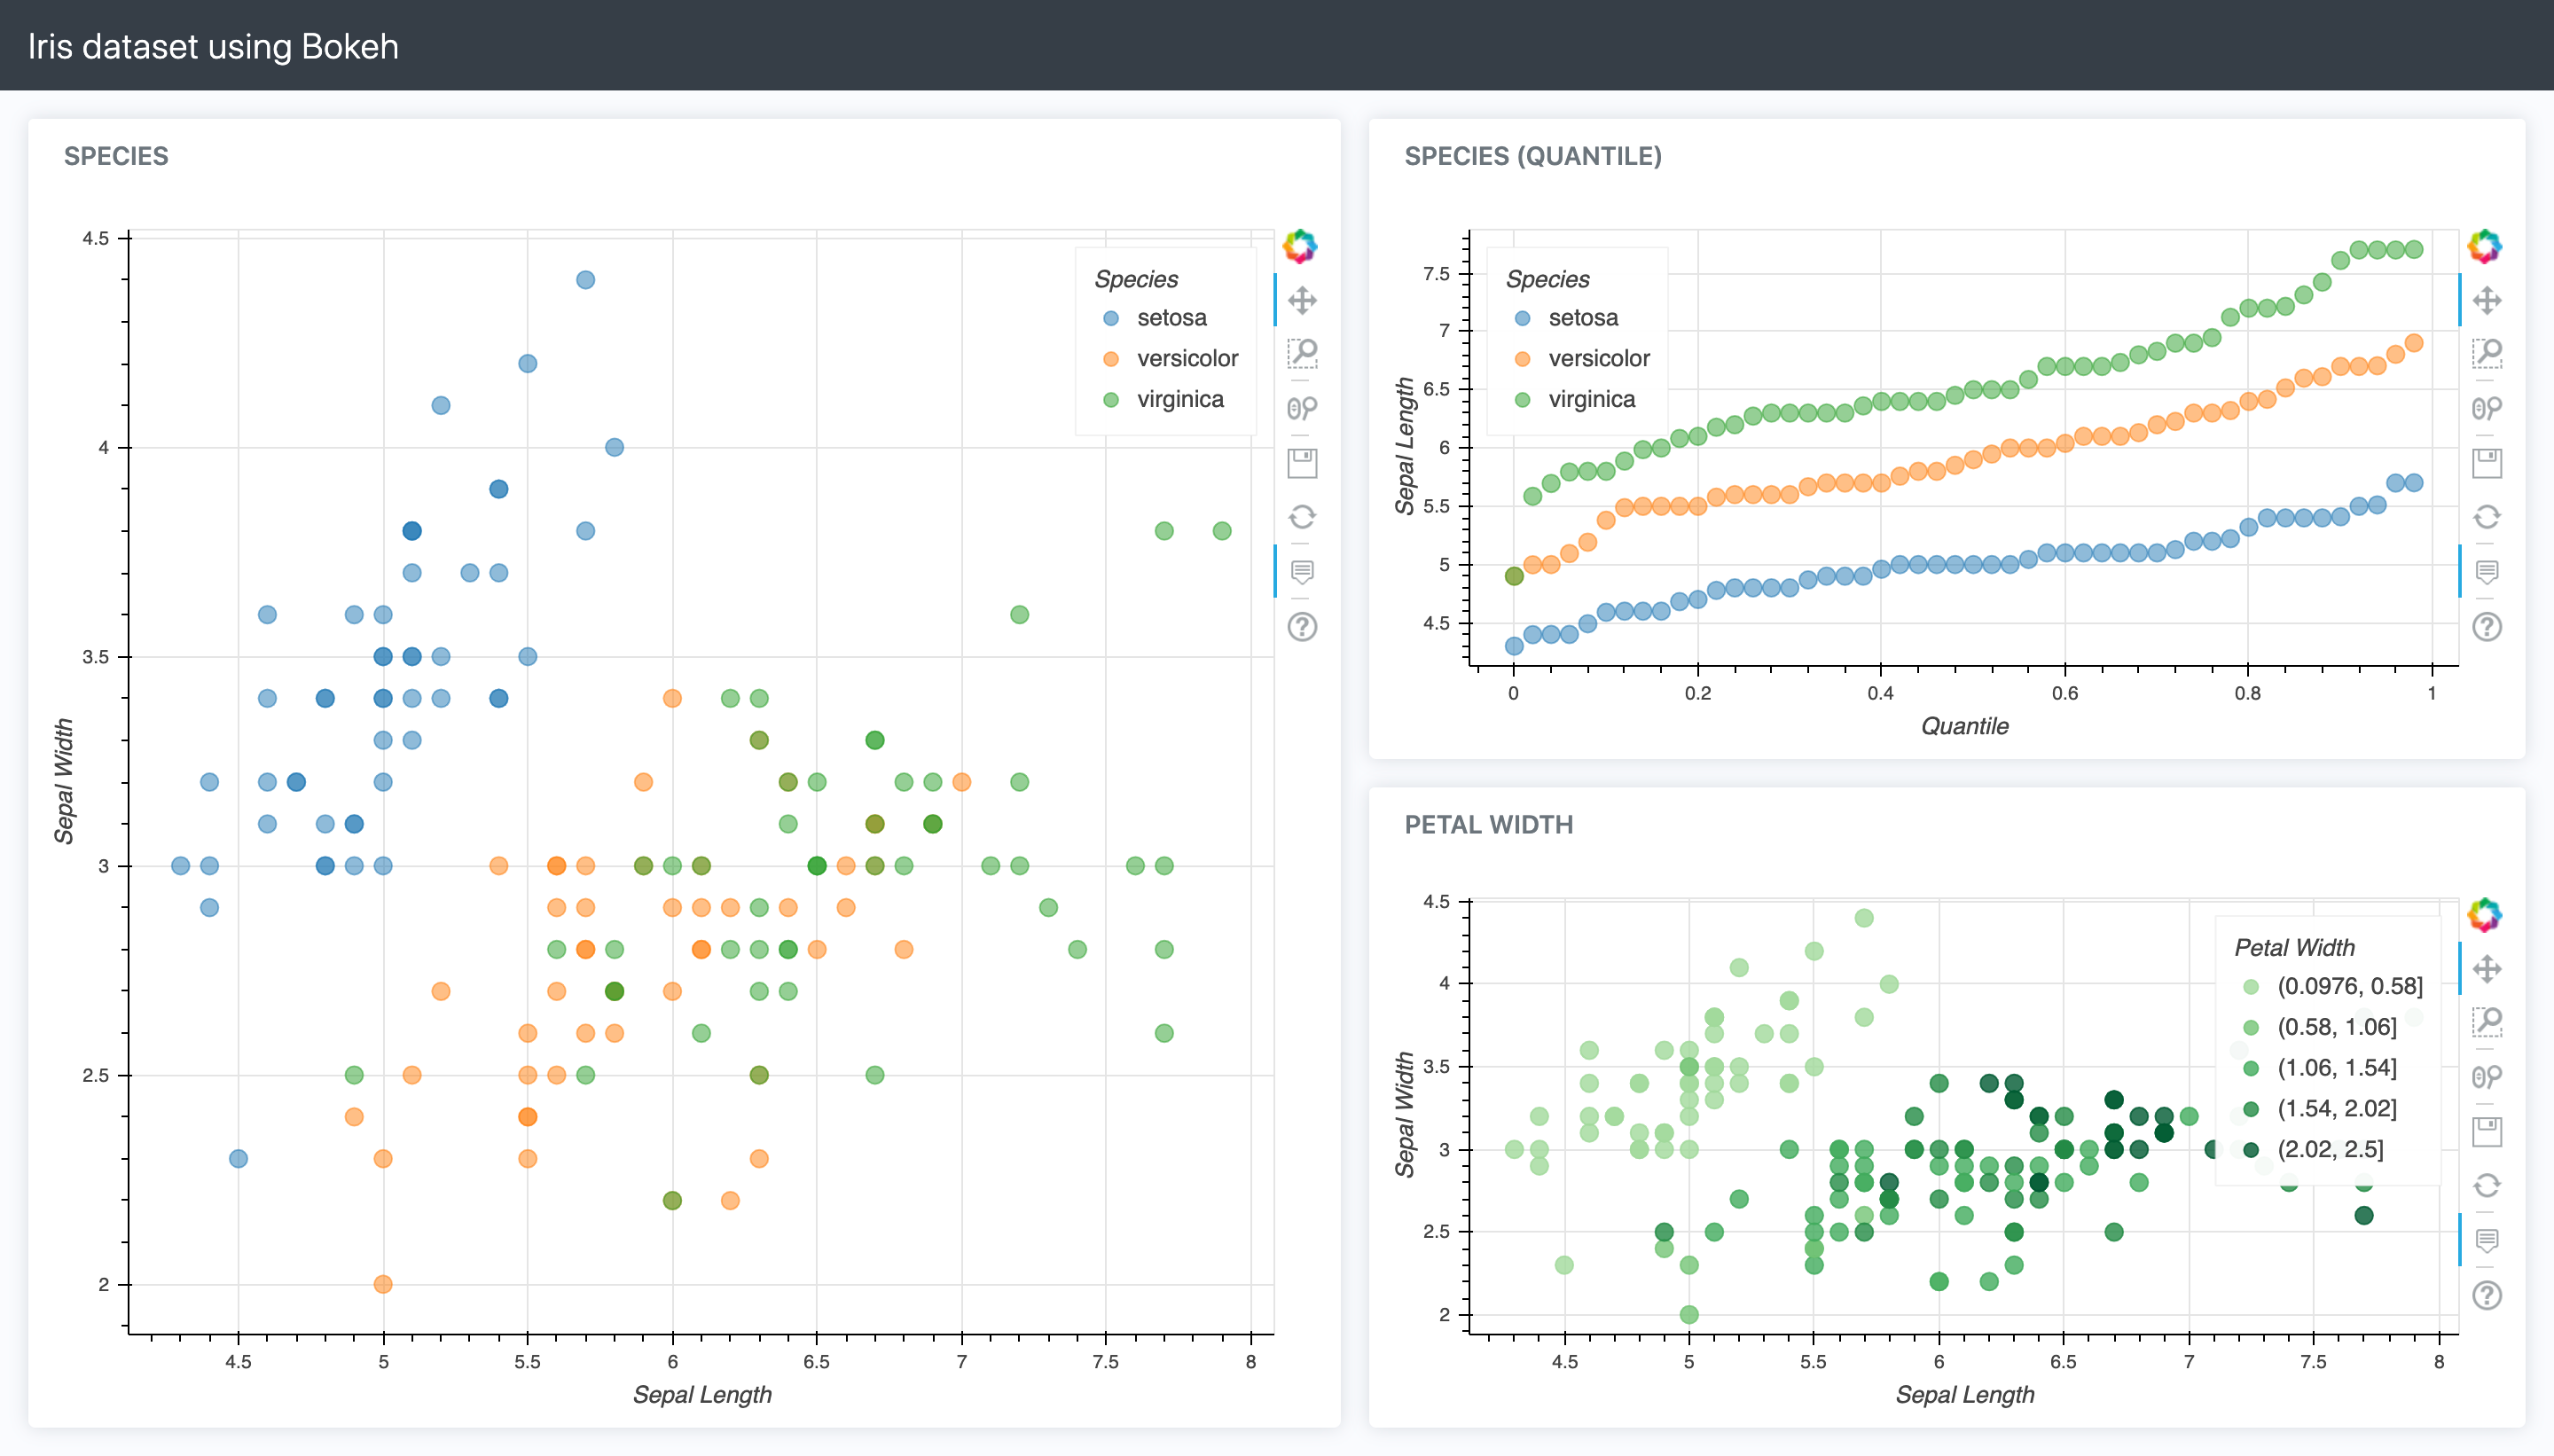 Iris dataset using Bokeh
SPECIES
4.5
4
3.5
3
2.5
2
Sepal Width
Species
setosa
versicolor
virginica
4.5 5 5.5 6 6.5 7 7.5 8
Sepal Length
SPECIES (QUANTILE)
7.5
7
6.5
6
5.5
5
4.5
Sepal Length
Species
setosa
versicolor
virginica
0 0.2 0.4 0.6 0.8 1
Quantile
PETAL WIDTH
4.5
4
3.5
3
2.5
2
Sepal Width
Petal Width
(0.0976, 0.58]
(0.58, 1.06]
(1.06, 1.54]
(1.54, 2.02]
(2.02, 2.5]
4.5 5 5.5 6 6.5 7 7.5 8
Sepal Length